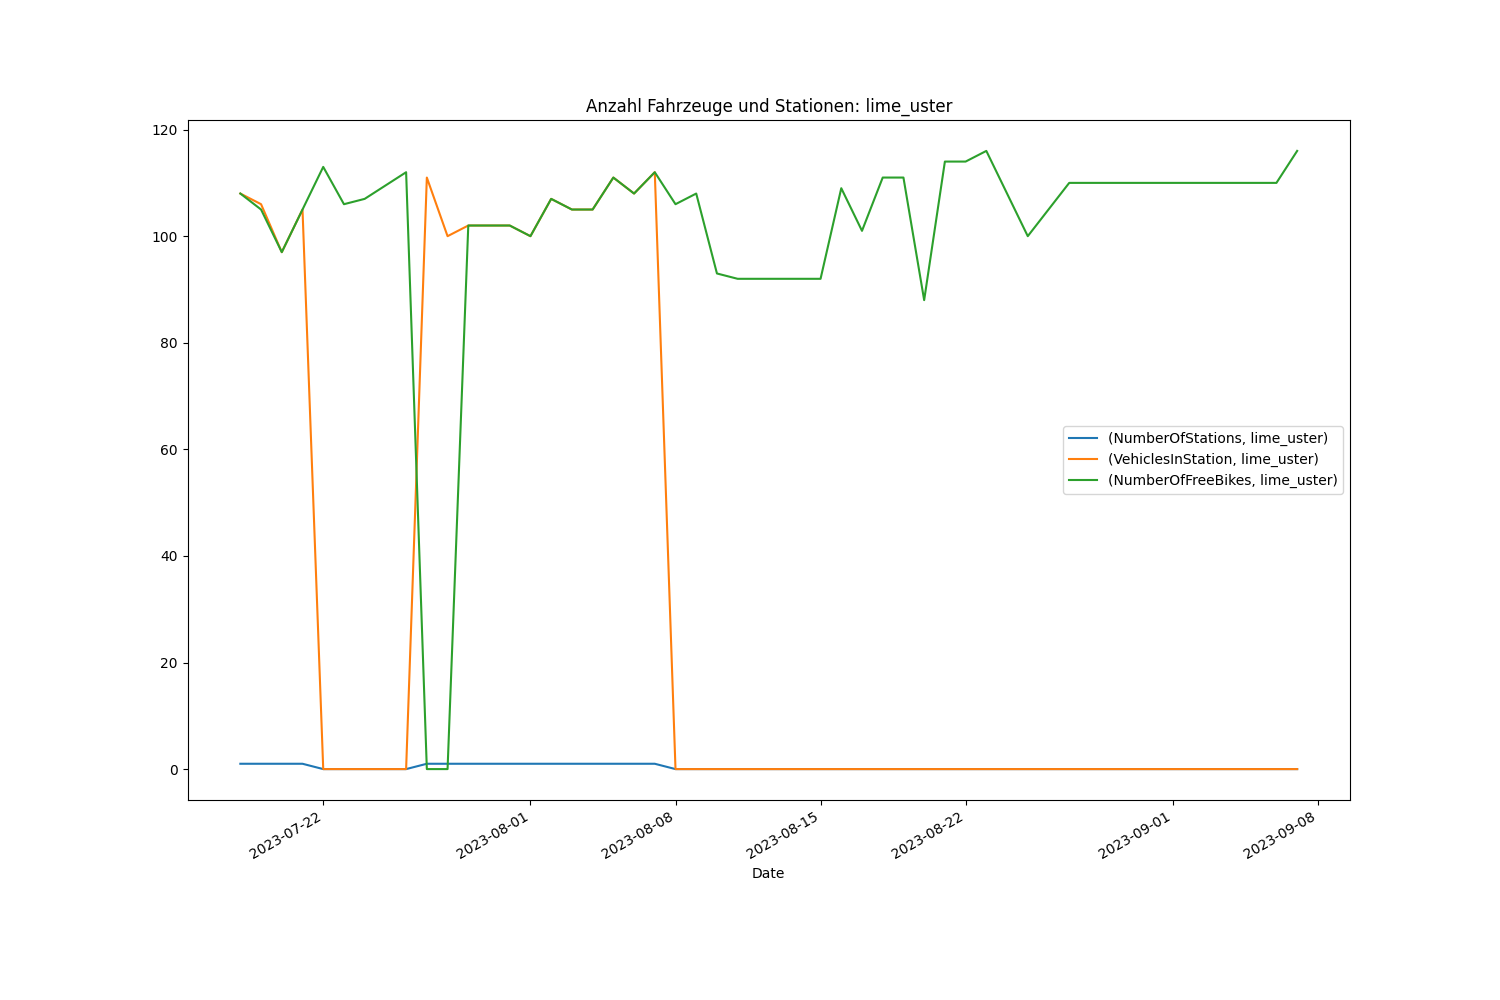 Anzahl Fahrzeuge und Stationen: lime_uster
120
100
80
60
40
20
0
(NumberOfStations, lime_uster)
(VehiclesInStation, lime_uster)
(NumberOfFreeBikes, lime_uster)
2023-07-22
2023-08-01
2023-08-08
2023-08-15
2023-08-22
2023-09-01
2023-09-08
Date